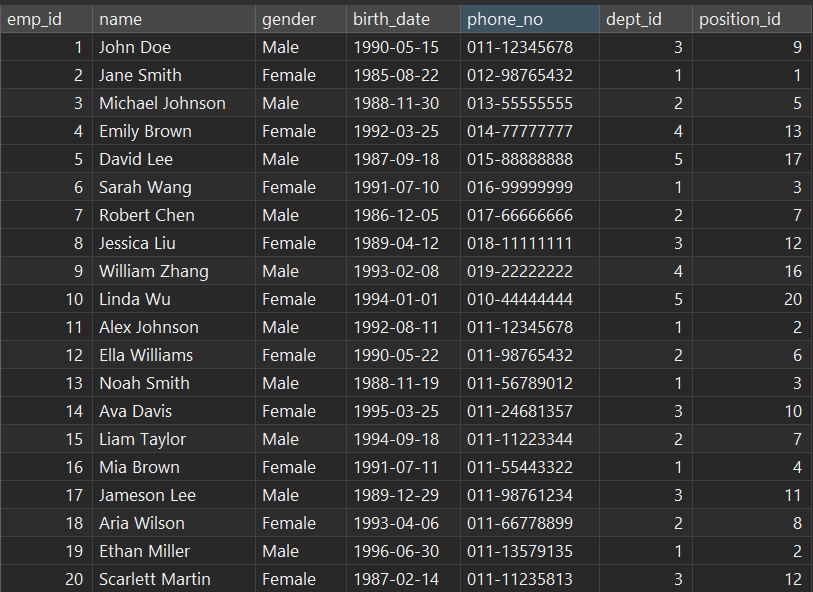 emp_id name gender birth_date phone_no dept_id position_id
1 John Doe Male 1990-05-15 011-12345678 3 9
2 Jane Smith Female 1985-08-22 012-98765432 1 1
3 Michael Johnson Male 1988-11-30 013-55555555 2 5
4 Emily Brown Female 1992-03-25 014-77777777 4 13
5 David Lee Male 1987-09-18 015-88888888 5 17
6 Sarah Wang Female 1991-07-10 016-99999999 1 3
7 Robert Chen Male 1986-12-05 017-66666666 2 7
8 Jessica Liu Female 1989-04-12 018-11111111 3 12
9 William Zhang Male 1993-02-08 019-22222222 4 16
10 Linda Wu Female 1994-01-01 010-44444444 5 20
11 Alex Johnson Male 1992-08-11 011-12345678 1 2
12 Ella Williams Female 1990-05-22 011-98765432 2 6
13 Noah Smith Male 1988-11-19 011-56789012 1 3
14 Ava Davis Female 1995-03-25 011-24681357 3 10
15 Liam Taylor Male 1994-09-18 011-11223344 2 7
16 Mia Brown Female 1991-07-11 011-55443322 1 4
17 Jameson Lee Male 1989-12-29 011-98761234 3 11
18 Aria Wilson Female 1993-04-06 011-66778899 2 8
19 Ethan Miller Male 1996-06-30 011-13579135 1 2
20 Scarlett Martin Female 1987-02-14 011-11235813 3 12